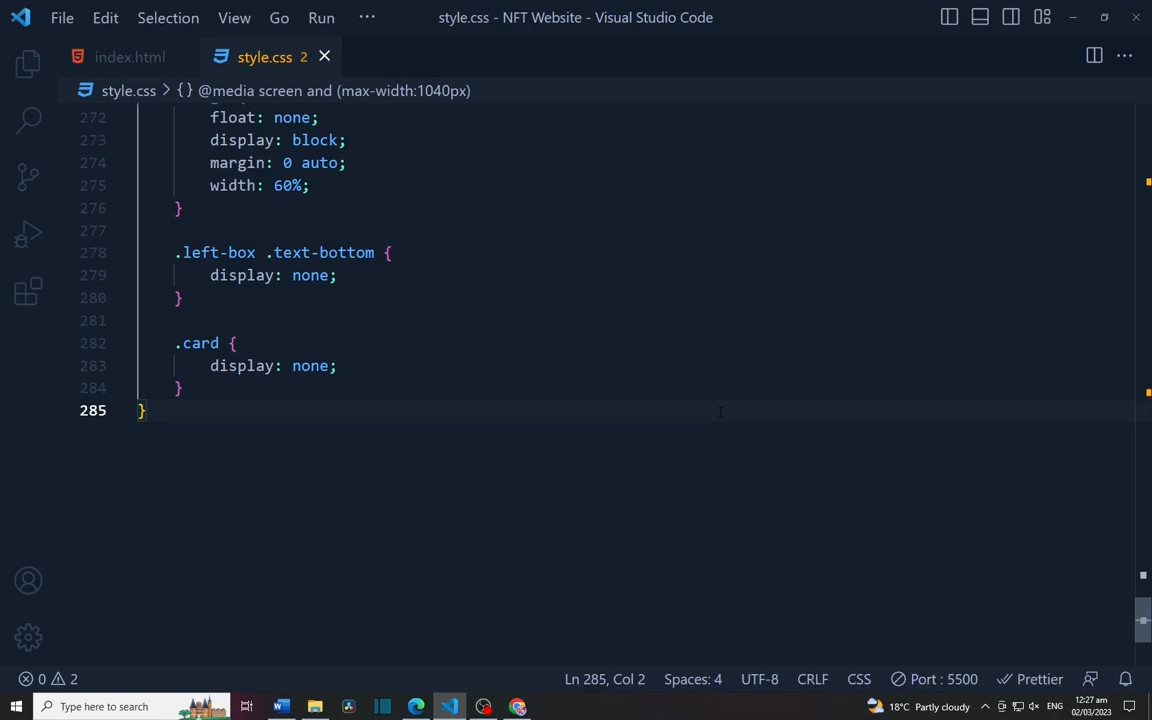 File Edit Selection View Go Run ··· style.css - NFT Website - Visual Studio Code
index.html style.css 2
style.css > {} @media screen and (max-width:1040px)
272 float: none;
273 display: block;
274 margin: 0 auto;
275 width: 60%;
276 }
277
278 .left-box .text-bottom {
279 display: none;
280 }
281
282 .card {
283 display: none;
284 }
285 }
0 2 Ln 285, Col 2 Spaces: 4 UTF-8 CRLF CSS Port : 5500 Prettier
Type here to search 18°C Partly cloudy ENG 12:27 am
02/03/2023